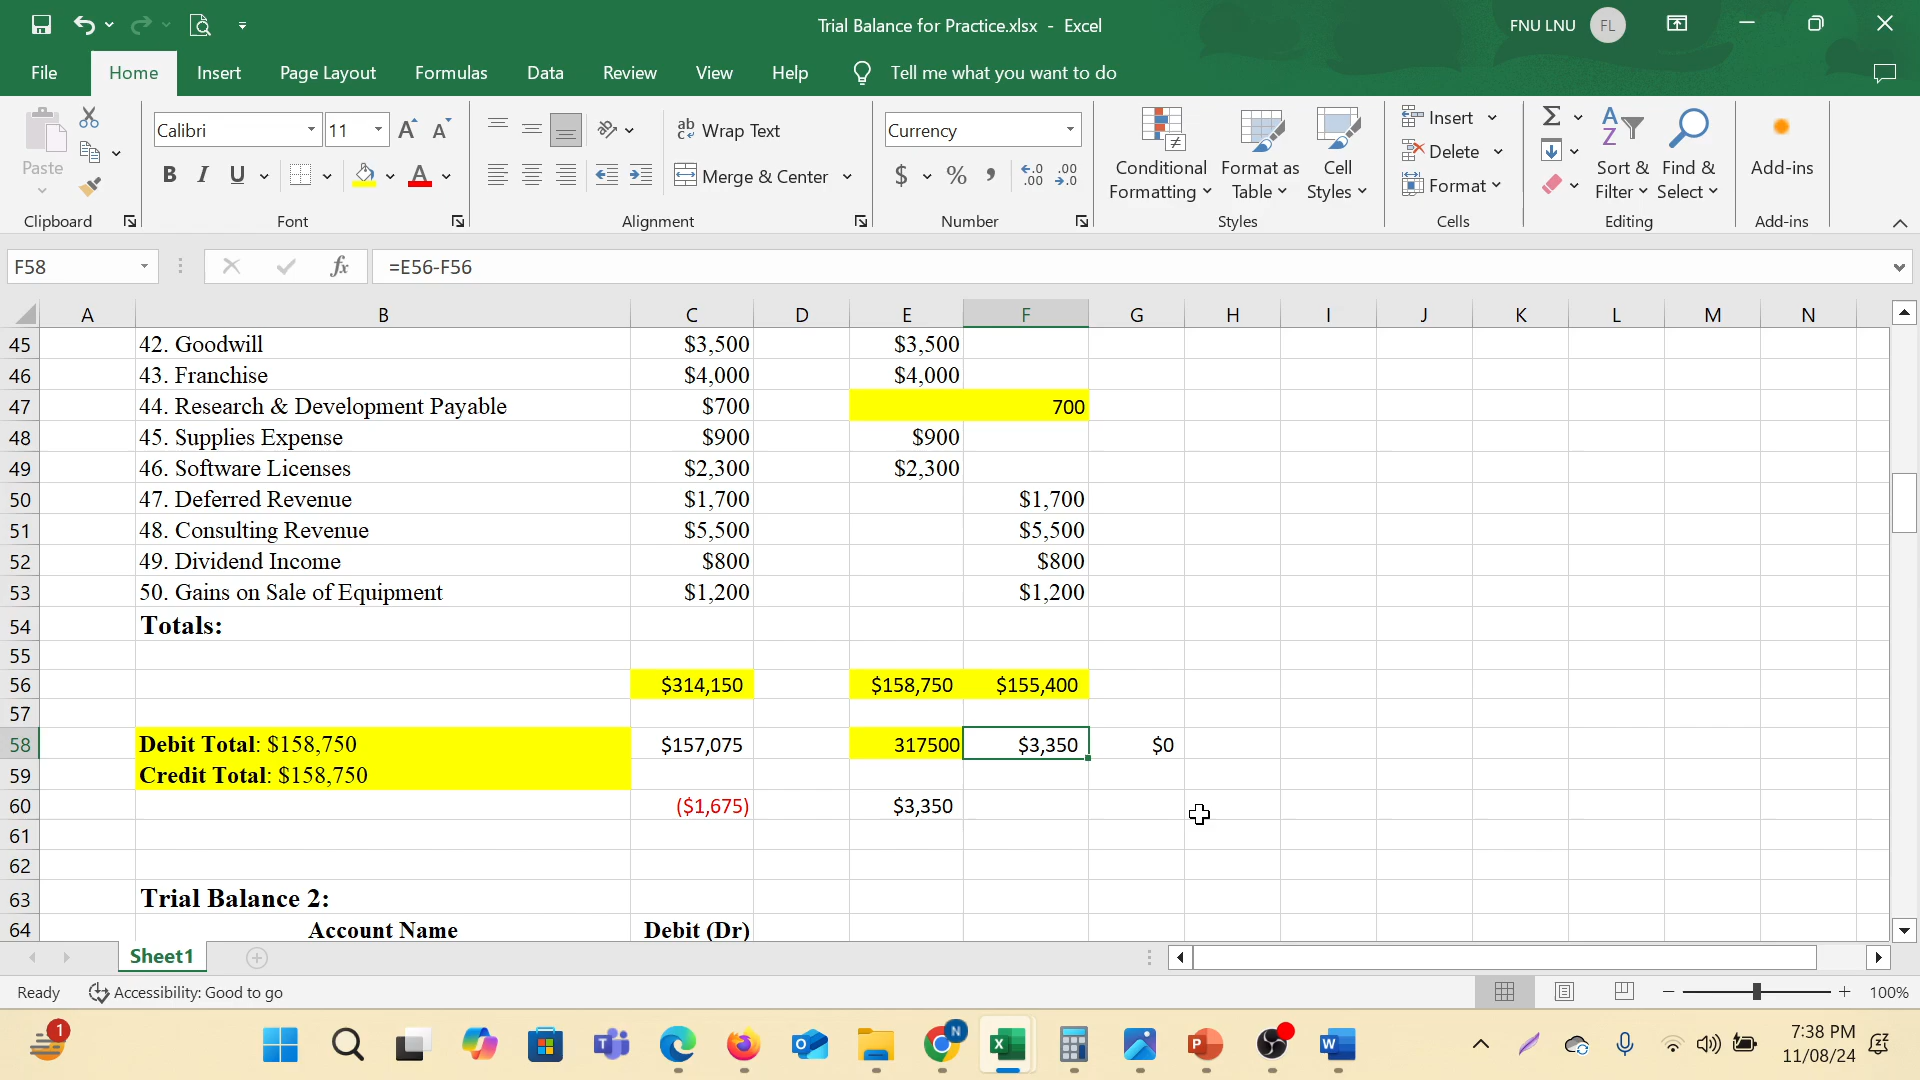 Trial Balance for Practice.xlsx - Excel
FNU LNU
FL
File Home Insert Page Layout Formulas Data Review View Help Tell me what you want to do
Paste
Calibri
11
Wrap Text
Merge & Center
Currency
Conditional Formatting
Format as Table
Cell Styles
Insert
Delete
Format
Sort & Filter
Find & Select
Add-ins
Clipboard Font Alignment Number Styles Cells Editing Add-ins
F58 fx =E56-F56
A B C D E F G H I J K L M N
45 42. Goodwill $3,500 $3,500
46 43. Franchise $4,000 $4,000
47 44. Research & Development Payable $700 700
48 45. Supplies Expense $900 $900
49 46. Software Licenses $2,300 $2,300
50 47. Deferred Revenue $1,700 $1,700
51 48. Consulting Revenue $5,500 $5,500
52 49. Dividend Income $800 $800
53 50. Gains on Sale of Equipment $1,200 $1,200
54 Totals:
55
56 $314,150 $158,750 $155,400
57
58 Debit Total: $158,750 $157,075 317500 $3,350 $0
59 Credit Total: $158,750
60 ($1,675) $3,350
61
62
63 Trial Balance 2:
64 Account Name Debit (Dr)
Sheet1
Ready Accessibility: Good to go 100%
1
N
7:38 PM
11/08/24